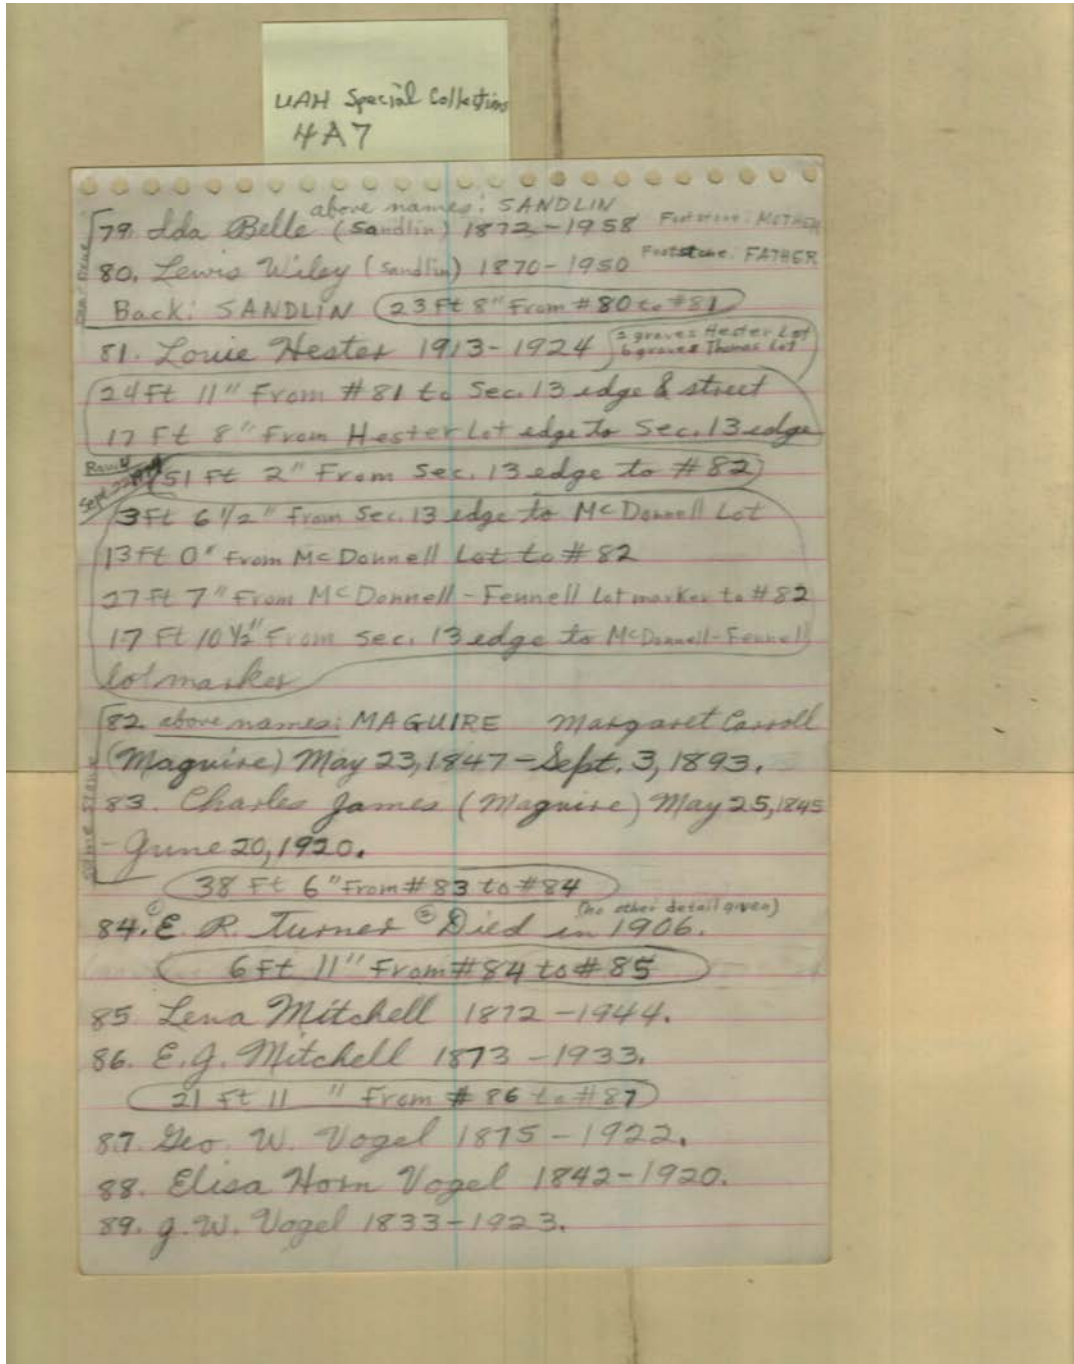 UAH Special Collections
4A7
above names: SANDLIN
79. Ida Belle (Sandlin) 1872-1958 Footstone: MOTHER
80. Lewis Wiley (Sandlin) 1870-1950 Footstone: FATHER
Back: SANDLIN 23 Ft 8" From #80 to #81
81. Louie Hester 1913-1924 2 graves Hester Lot
6 graves Thomas Lot
24 Ft 11" From #81 to Sec. 13 edge & street
17 Ft 8" From Hester Lot edge to Sec. 13 edge
Row
Sept.
51 Ft 2" From Sec. 13 edge to #82
3 Ft 6 1/2" from Sec. 13 edge to McDonnell Lot
13 Ft 0" from McDonnell Lot to #82
27 Ft 7" From McDonnell-Fennell Lot marker to #82
17 Ft 10 1/2" From sec. 13 edge to McDonnell-Fennell
lot marker
Same Stone
82 above names: MAGUIRE Margaret Carroll
(Maguire) May 23, 1847 - Sept. 3, 1893.
83. Charles James (Maguire) May 25, 1845
- June 20, 1920.
38 Ft 6" From #83 to #84
(no other detail given)
84. ① E. R. Turner ② Died in 1906.
6 Ft 11" From #84 to #85
85 Lena Mitchell 1872-1944.
86. E. G. Mitchell 1873-1933.
21 Ft 11 " From #86 to #87
87. Geo. W. Vogel 1875-1922.
88. Elisa Horn Vogel 1842-1920.
89. G. W. Vogel 1833-1923.